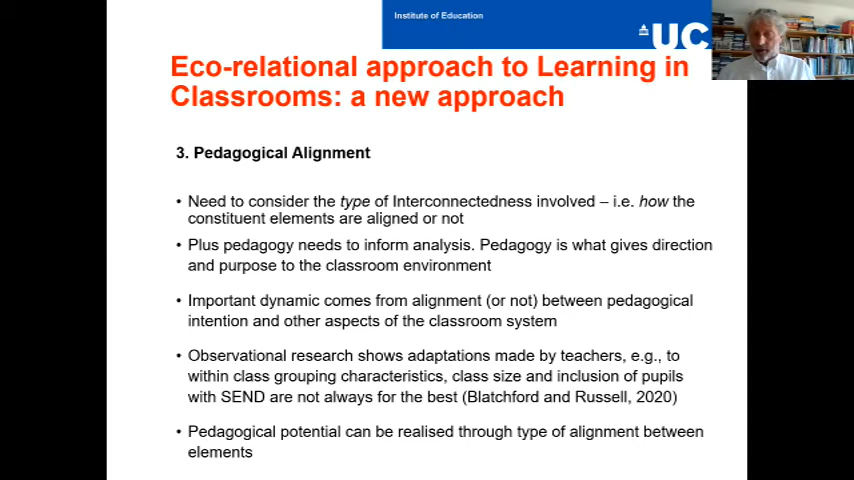 Institute of Education
UC
Eco-relational approach to Learning in
Classrooms: a new approach
3. Pedagogical Alignment
• Need to consider the type of Interconnectedness involved – i.e. how the
constituent elements are aligned or not
• Plus pedagogy needs to inform analysis. Pedagogy is what gives direction
and purpose to the classroom environment
• Important dynamic comes from alignment (or not) between pedagogical
intention and other aspects of the classroom system
• Observational research shows adaptations made by teachers, e.g., to
within class grouping characteristics, class size and inclusion of pupils
with SEND are not always for the best (Blatchford and Russell, 2020)
• Pedagogical potential can be realised through type of alignment between
elements